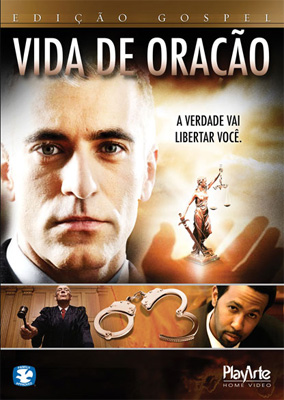 EDIÇÃO GOSPEL
VIDA DE ORAÇÃO
A VERDADE VAI
LIBERTAR VOCÊ.
PlayArte
HOME VIDEO